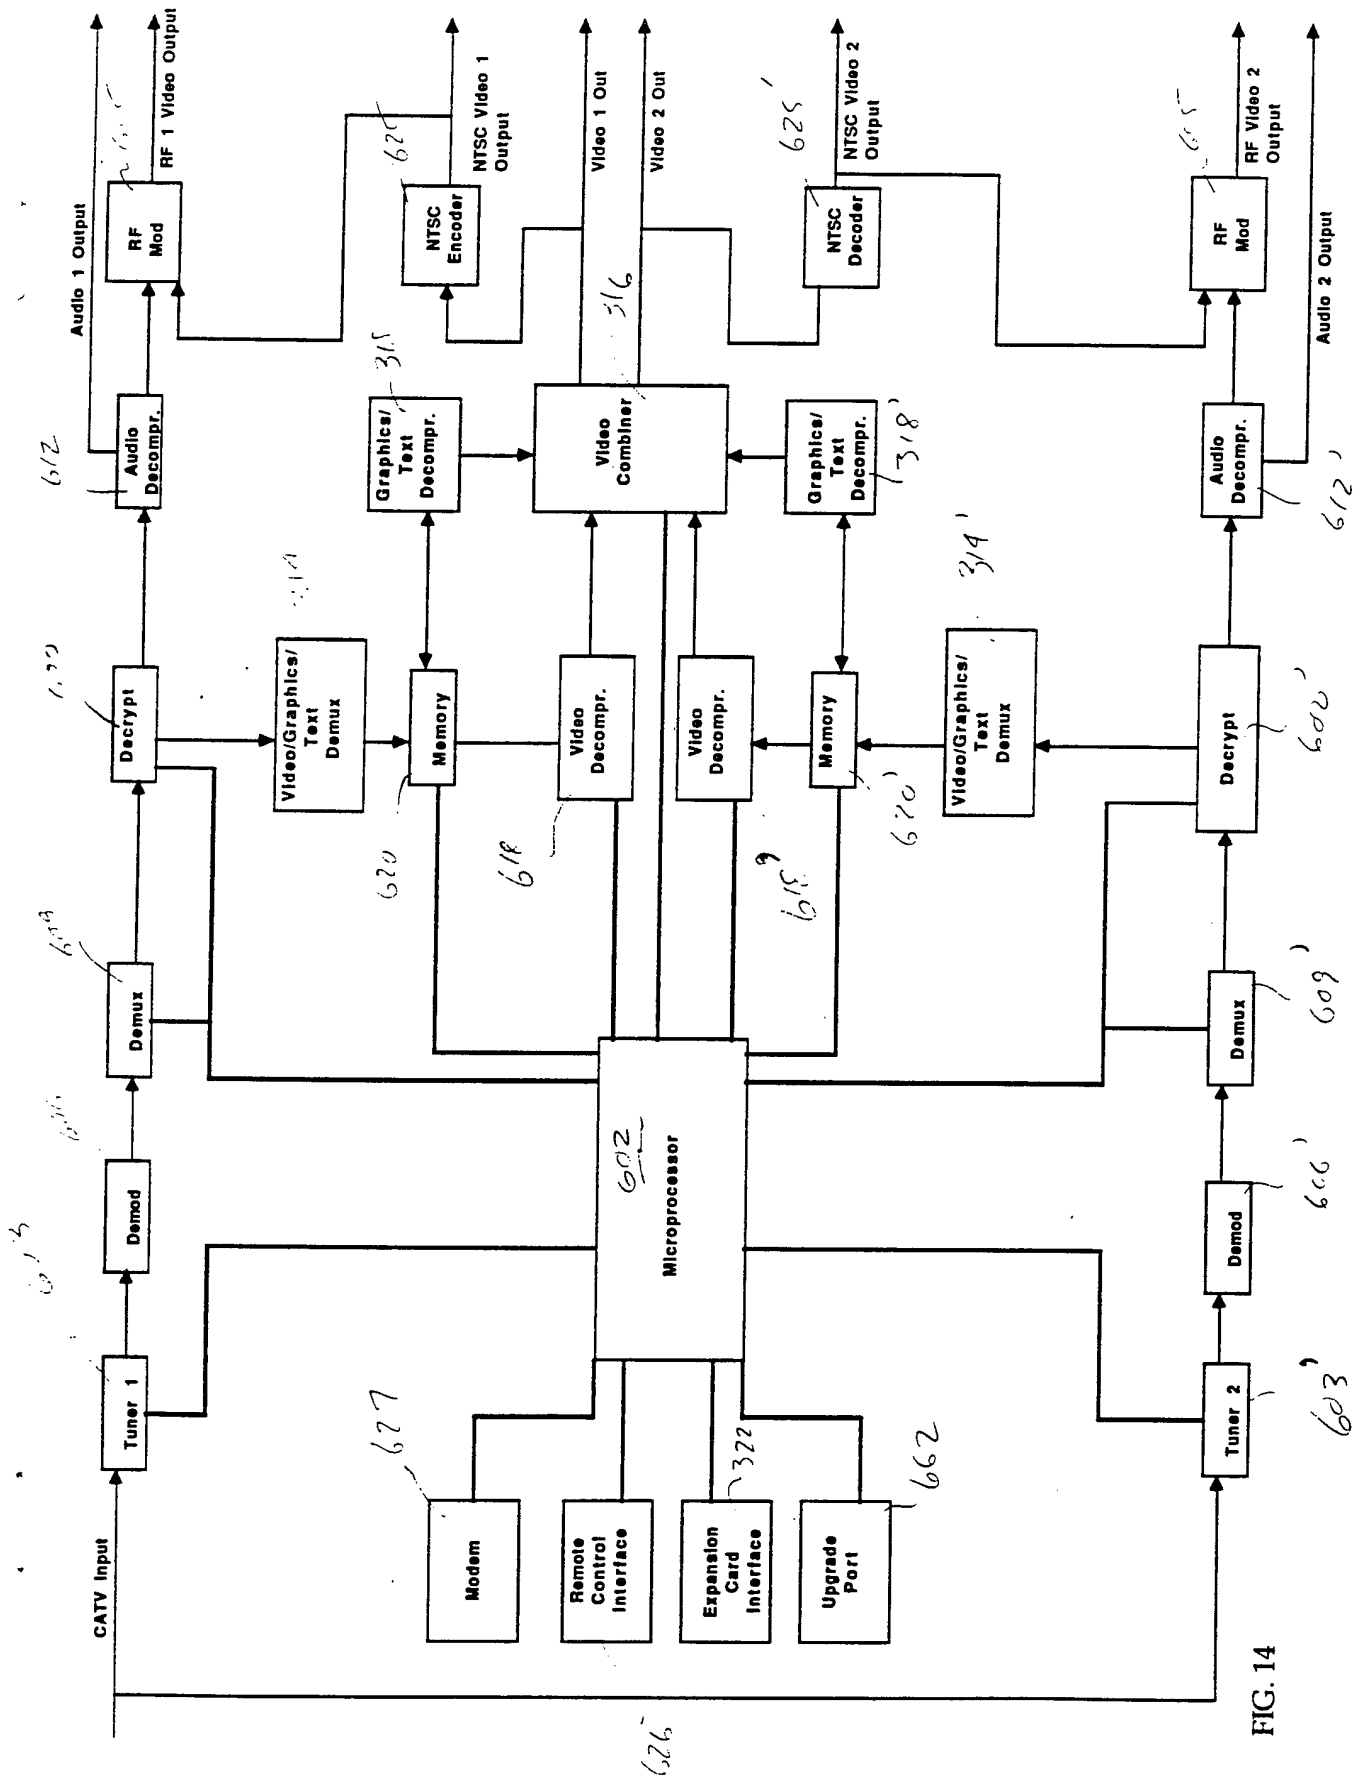 CATV Input
Tuner 1
Demod
Demux
Decrypt
Audio
Decompr.
612
RF
Mod
Audio 1 Output
RF 1 Video Output
Video/Graphics/
Text
Demux
Memory
620
Graphics/
Text
Decompr.
NTSC
Encoder
NTSC Video 1
Output
Modem
627
Remote
Control
Interface
Expansion
Card
Interface
322
Upgrade
Port
662
Microprocessor
602
Video
Decompr.
618
Video
Decompr.
618'
Video
Combiner
316
Video 1 Out
Video 2 Out
Memory
620'
Graphics/
Text
Decompr.
318'
NTSC
Decoder
625'
NTSC Video 2
Output
Video/Graphics/
Text
Demux
314'
Tuner 2
603'
Demod
606'
Demux
609'
Decrypt
Audio
Decompr.
612'
RF
Mod
RF Video 2
Output
Audio 2 Output
FIG. 14